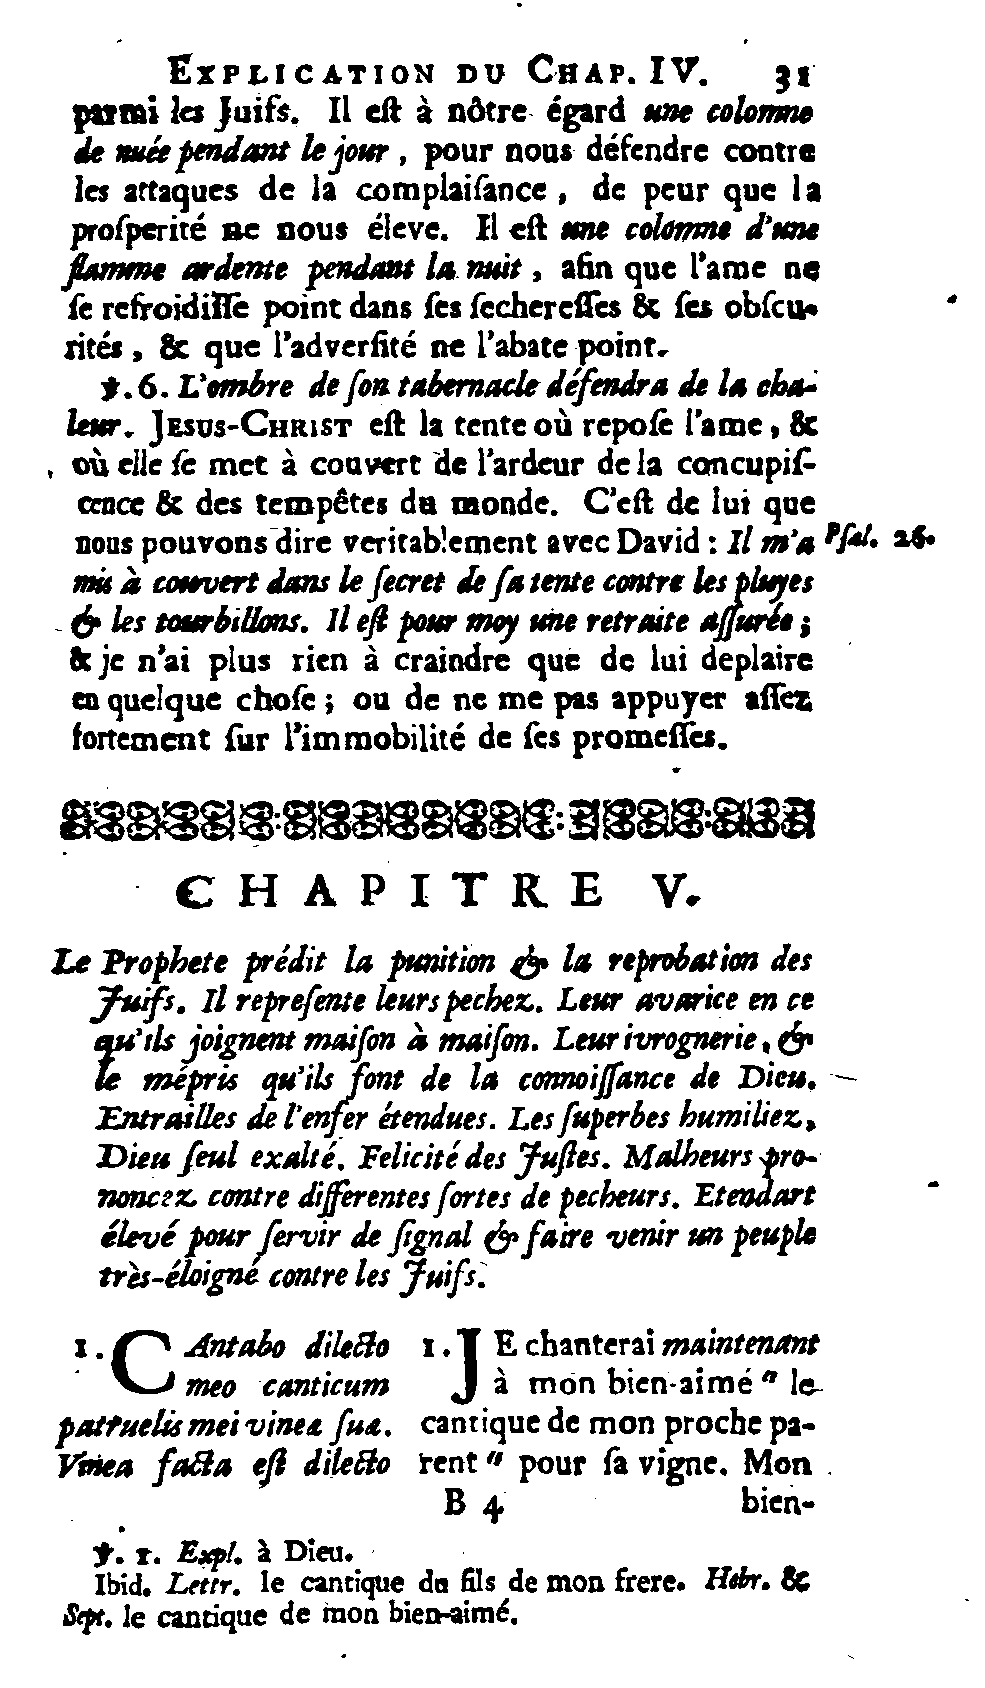 EXPLICATION DU CHAP. IV. 31
parmi les Juifs. Il eſt à nôtre égard une colomne
de nuée pendant le jour, pour nous défendre contre
les attaques de la complaiſance, de peur que la
proſperité ne nous éleve. Il eſt une colomne d'une
flamme ardente pendant la nuit, afin que l'ame ne
ſe refroidiſſe point dans ſes ſechereſſes & ſes obſcu-
rités, & que l'adverſité ne l'abate point.
℣. 6. L'ombre de ſon tabernacle défendra de la cha-
leur. JESUS-CHRIST eſt la tente où repoſe l'ame, &
où elle ſe met à couvert de l'ardeur de la concupiſ-
cence & des tempêtes du monde. C'eſt de lui que
nous pouvons dire veritablement avec David : Il m'a Pſal. 26.
mis à couvert dans le ſecret de ſa tente contre les pluyes
& les tourbillons. Il eſt pour moy une retraite aſſurée ;
& je n'ai plus rien à craindre que de lui deplaire
en quelque choſe ; ou de ne me pas appuyer aſſez
fortement ſur l'immobilité de ſes promeſſes.
CHAPITRE V.
Le Prophete prédit la punition & la reprobation des
Juifs. Il repreſente leurs pechez. Leur avarice en ce
qu'ils joignent maiſon à maiſon. Leur ivrognerie, &
le mépris qu'ils font de la connoiſſance de Dieu.
Entrailles de l'enfer étendues. Les ſuperbes humiliez,
Dieu ſeul exalté. Felicité des Juſtes. Malheurs pro-
noncez contre differentes ſortes de pecheurs. Etendart
élevé pour ſervir de ſignal & faire venir un peuple
très-éloigné contre les Juifs.
1. CAntabo dilecto
meo canticum
patruelis mei vineæ ſuæ.
Vinea facta eſt dilecto
1. JE chanterai maintenant
à mon bien-aimé " le
cantique de mon proche pa-
rent " pour ſa vigne. Mon
B 4 bien-
℣. 1. Expl. à Dieu.
Ibid. Lettr. le cantique du fils de mon frere. Hebr. &
Sept. le cantique de mon bien-aimé.